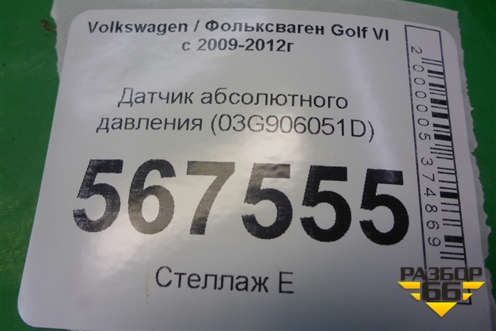 Volkswagen / Фольксваген Golf VI
с 2009-2012г
Датчик абсолютного
давления (03G906051D)
567555
Стеллаж Е
2000005374869
РАЗБОР
66